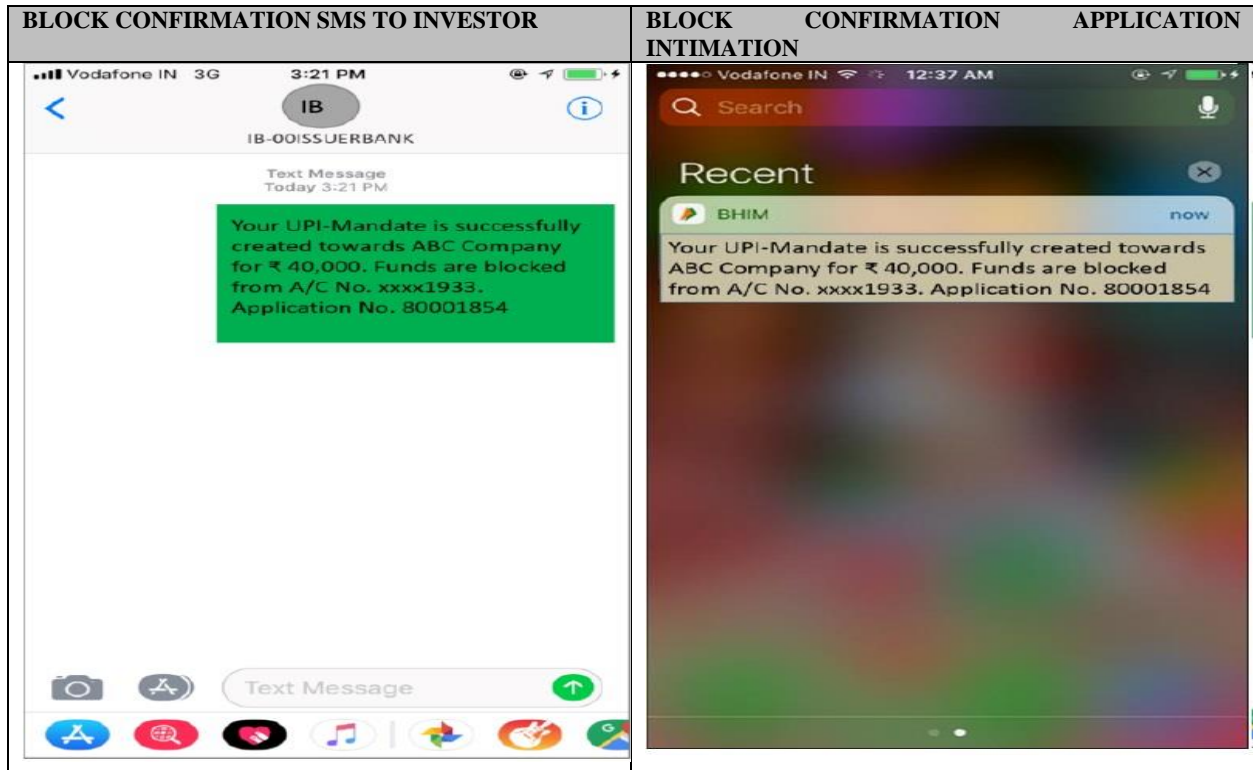 BLOCK CONFIRMATION SMS TO INVESTOR
BLOCK CONFIRMATION APPLICATION
INTIMATION
Vodafone IN 3G 3:21 PM
IB
IB-00ISSUERBANK
Text Message
Today 3:21 PM
Your UPI-Mandate is successfully
created towards ABC Company
for ₹ 40,000. Funds are blocked
from A/C No. xxxx1933.
Application No. 80001854
Text Message
Vodafone IN 12:37 AM
Search
Recent
BHIM now
Your UPI-Mandate is successfully created towards
ABC Company for ₹ 40,000. Funds are blocked
from A/C No. xxxx1933. Application No. 80001854